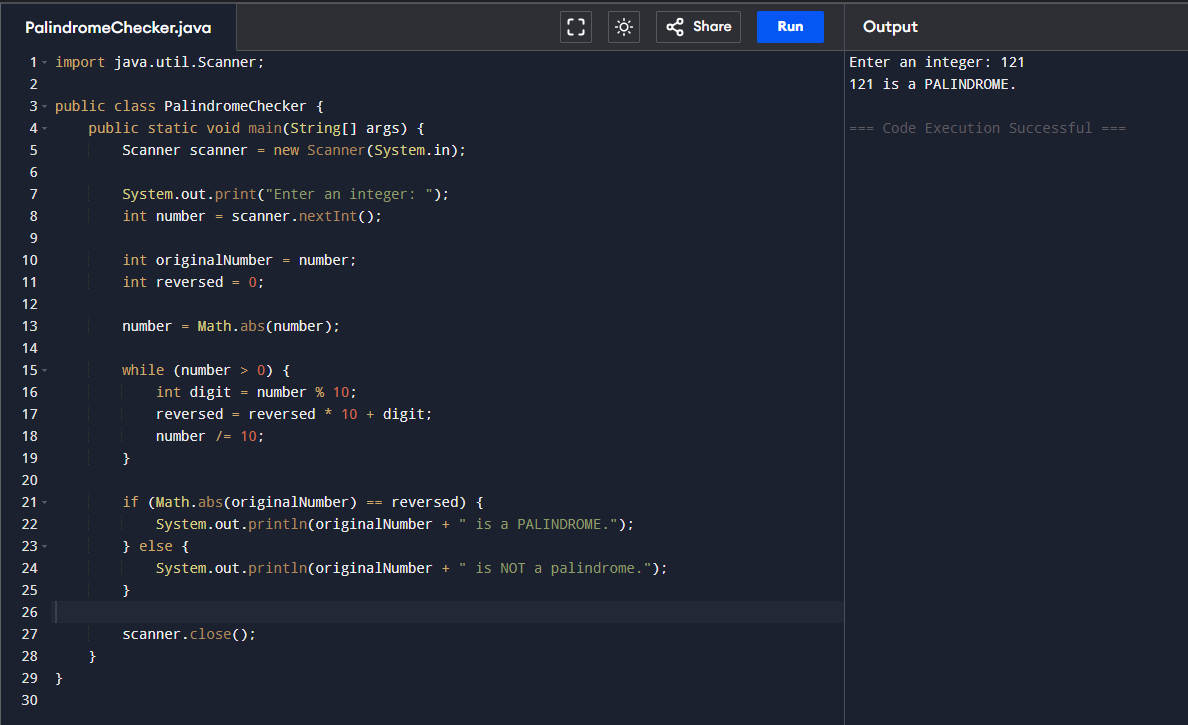 PalindromeChecker.java
Share
Run
Output
1 import java.util.Scanner;
2
3 public class PalindromeChecker {
4     public static void main(String[] args) {
5         Scanner scanner = new Scanner(System.in);
6
7         System.out.print("Enter an integer: ");
8         int number = scanner.nextInt();
9
10         int originalNumber = number;
11         int reversed = 0;
12
13         number = Math.abs(number);
14
15         while (number > 0) {
16             int digit = number % 10;
17             reversed = reversed * 10 + digit;
18             number /= 10;
19         }
20
21         if (Math.abs(originalNumber) == reversed) {
22             System.out.println(originalNumber + " is a PALINDROME.");
23         } else {
24             System.out.println(originalNumber + " is NOT a palindrome.");
25         }
26
27         scanner.close();
28     }
29 }
30
Enter an integer: 121
121 is a PALINDROME.
=== Code Execution Successful ===